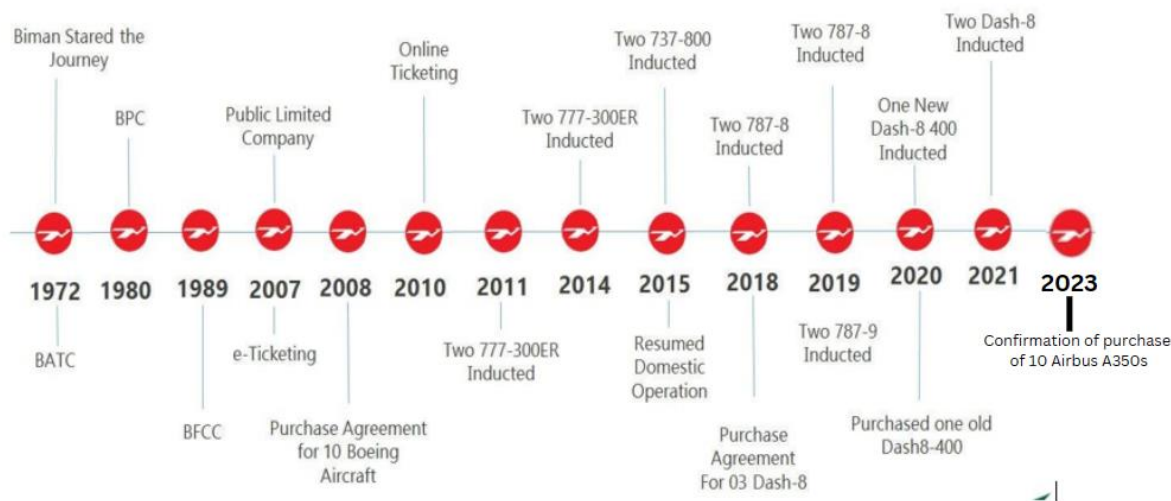 Biman Stared the
Journey
BPC
Public Limited
Company
Online
Ticketing
Two 777-300ER
Inducted
Two 737-800
Inducted
Two 787-8
Inducted
Two 787-8
Inducted
One New
Dash-8 400
Inducted
Two Dash-8
Inducted
1972
1980
1989
2007
2008
2010
2011
2014
2015
2018
2019
2020
2021
2023
BATC
BFCC
e-Ticketing
Purchase Agreement
for 10 Boeing
Aircraft
Two 777-300ER
Inducted
Resumed
Domestic
Operation
Purchase
Agreement
For 03 Dash-8
Two 787-9
Inducted
Purchased one old
Dash8-400
Confirmation of purchase
of 10 Airbus A350s